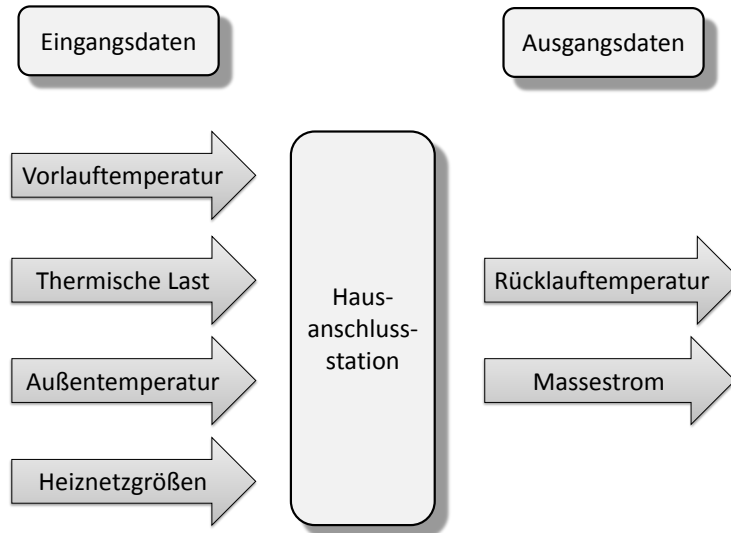 Eingangsdaten
Ausgangsdaten
Vorlauftemperatur
Thermische Last
Außentemperatur
Heiznetzgrößen
Haus-
anschluss-
station
Rücklauftemperatur
Massestrom